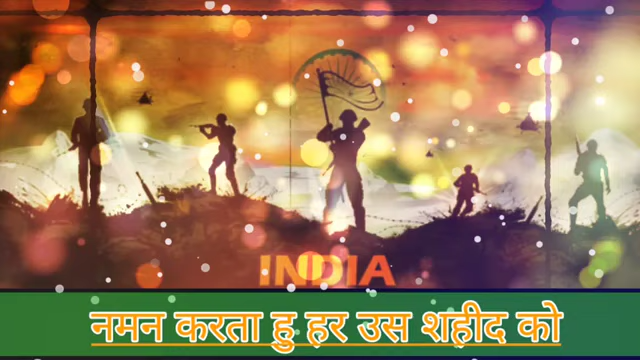 INDIA
नमन करता हु हर उस शहीद को